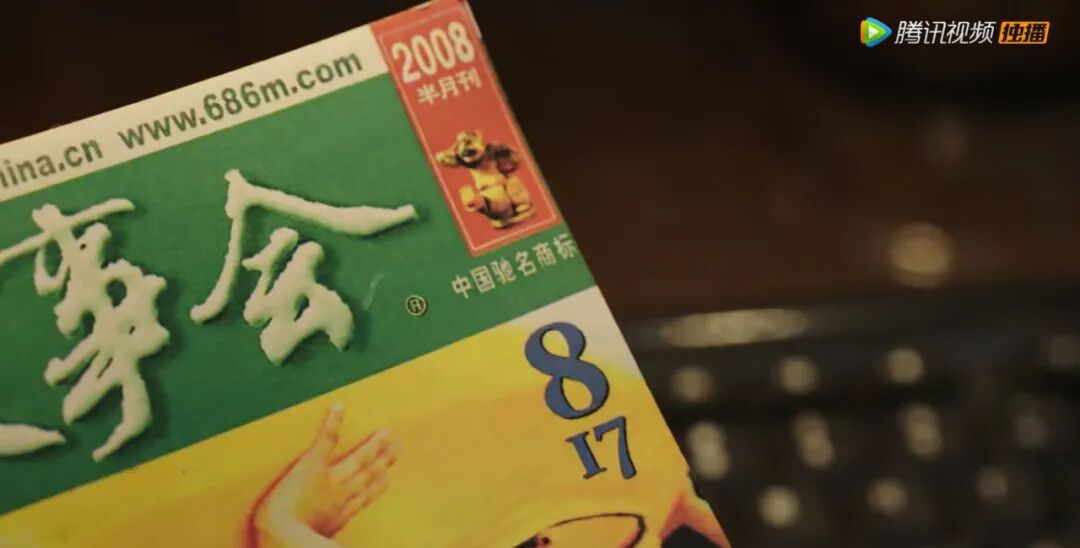 腾讯视频 独播
2008
半月刊
hina.cn www.686m.com
事会
®
中国驰名商标
8
17